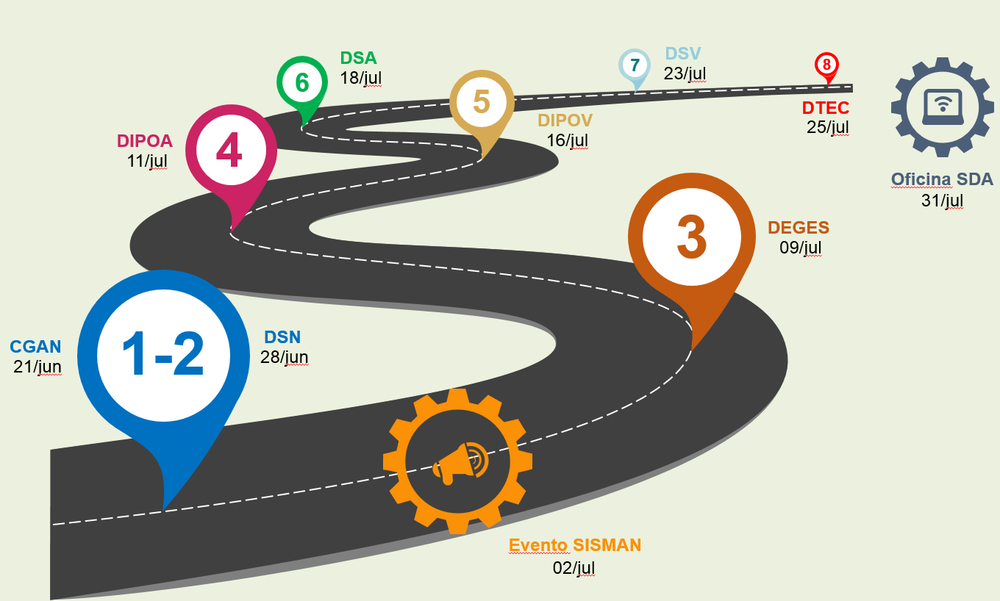 CGAN
21/jun
1-2
DSN
28/jun
Evento SISMAN
02/jul
3
DEGES
09/jul
DIPOA
11/jul
4
5
DIPOV
16/jul
6
DSA
18/jul
7
DSV
23/jul
8
DTEC
25/jul
Oficina SDA
31/jul